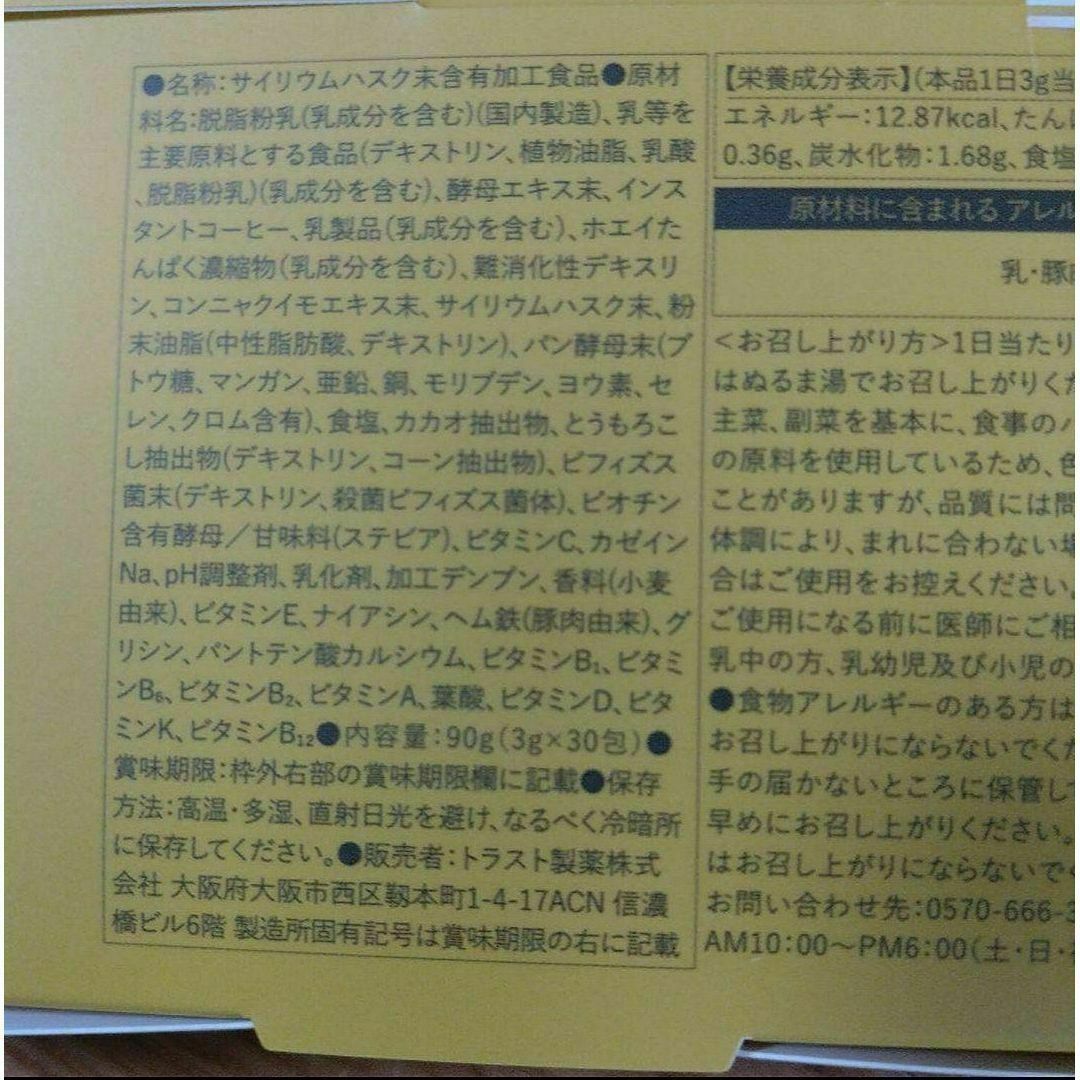 ●名称：サイリウムハスク末含有加工食品●原材
料名：脱脂粉乳(乳成分を含む)(国内製造)、乳等を
主要原料とする食品(デキストリン、植物油脂、乳酸
、脱脂粉乳)(乳成分を含む)、酵母エキス末、インス
タントコーヒー、乳製品(乳成分を含む)、ホエイた
んぱく濃縮物(乳成分を含む)、難消化性デキスリ
ン、コンニャクイモエキス末、サイリウムハスク末、粉
末油脂(中性脂肪酸、デキストリン)、パン酵母末(ブ
トウ糖、マンガン、亜鉛、銅、モリブデン、ヨウ素、セ
レン、クロム含有)、食塩、カカオ抽出物、とうもろこ
し抽出物(デキストリン、コーン抽出物)、ビフィズス
菌末(デキストリン、殺菌ビフィズス菌体)、ビオチン
含有酵母／甘味料(ステビア)、ビタミンC、カゼイン
Na、pH調整剤、乳化剤、加工デンプン、香料(小麦
由来)、ビタミンE、ナイアシン、ヘム鉄(豚肉由来)、グ
リシン、パントテン酸カルシウム、ビタミンB₁、ビタミ
ンB₆、ビタミンB₂、ビタミンA、葉酸、ビタミンD、ビタ
ミンK、ビタミンB₁₂●内容量：90g(3g×30包)●
賞味期限：枠外右部の賞味期限欄に記載●保存
方法：高温・多湿、直射日光を避け、なるべく冷暗所
に保存してください。●販売者：トラスト製薬株式
会社 大阪府大阪市西区靱本町1-4-17ACN 信濃
橋ビル6階 製造所固有記号は賞味期限の右に記載
【栄養成分表示】(本品1日3g当
エネルギー：12.87kcal、たんぱ
0.36g、炭水化物：1.68g、食塩
原材料に含まれる アレル
乳・豚肉
＜お召し上がり方＞1日当たり
はぬるま湯でお召し上がりくだ
主菜、副菜を基本に、食事のバ
の原料を使用しているため、色
ことがありますが、品質には問
体調により、まれに合わない場
合はご使用をお控えください。
ご使用になる前に医師にご相
乳中の方、乳幼児及び小児の
●食物アレルギーのある方は
お召し上がりにならないでくだ
手の届かないところに保管して
早めにお召し上がりください。
はお召し上がりにならないでく
お問い合わせ先：0570-666-3
AM10：00～PM6：00(土・日・祝